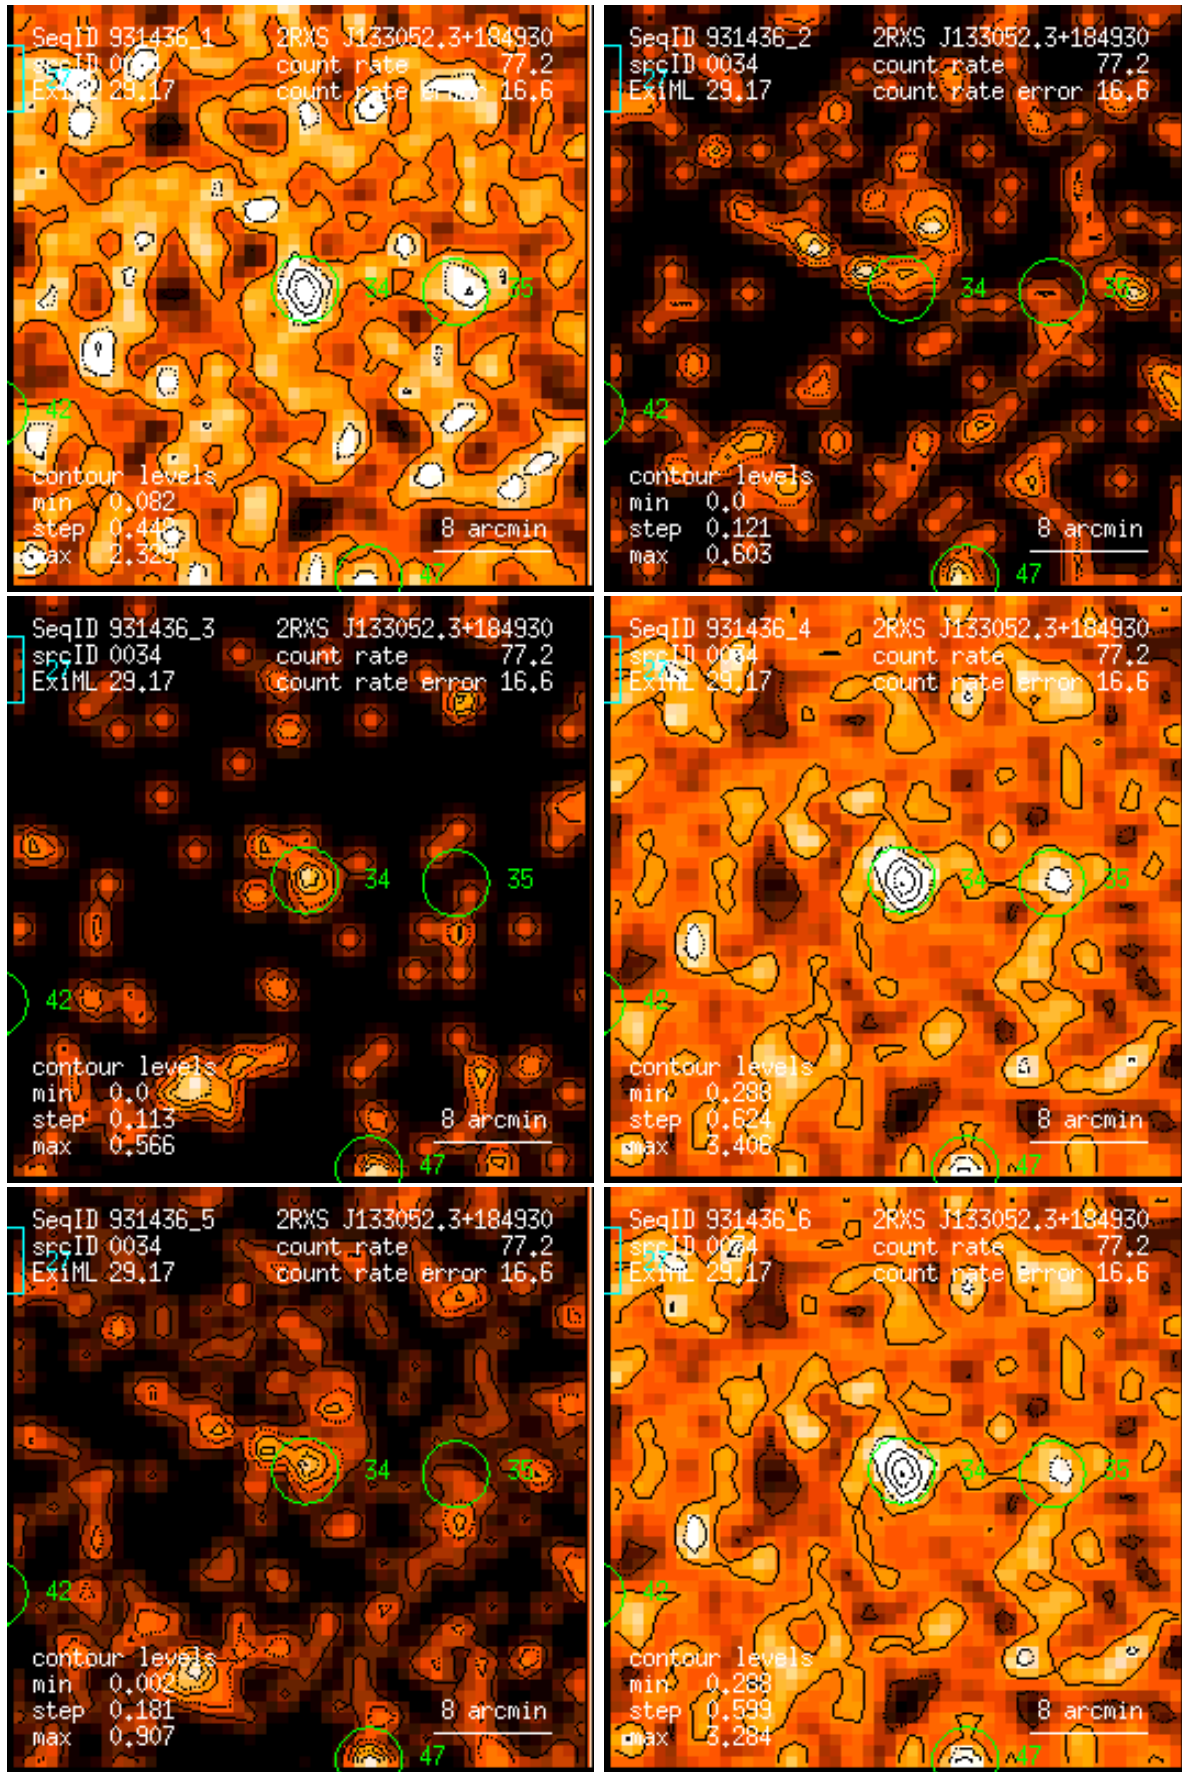 SeqID 931436_1 2RXS J133052.3+184930
srcID 0034 count rate 77.2
ExiML 29.17 count rate error 16.6
27
34
35
42
contour levels
min 0.082
step 0.449
max 2.329
8 arcmin
47
SeqID 931436_2 2RXS J133052.3+184930
srcID 0034 count rate 77.2
ExiML 29.17 count rate error 16.6
27
34
35
42
contour levels
min 0.0
step 0.121
max 0.603
8 arcmin
47
SeqID 931436_3 2RXS J133052.3+184930
srcID 0034 count rate 77.2
ExiML 29.17 count rate error 16.6
27
34
35
42
contour levels
min 0.0
step 0.113
max 0.566
8 arcmin
47
SeqID 931436_4 2RXS J133052.3+184930
srcID 0034 count rate 77.2
ExiML 29.17 count rate error 16.6
27
34
35
42
contour levels
min 0.288
step 0.624
max 3.406
8 arcmin
47
SeqID 931436_5 2RXS J133052.3+184930
srcID 0034 count rate 77.2
ExiML 29.17 count rate error 16.6
27
34
35
42
contour levels
min 0.002
step 0.181
max 0.907
8 arcmin
47
SeqID 931436_6 2RXS J133052.3+184930
srcID 0034 count rate 77.2
ExiML 29.17 count rate error 16.6
27
34
35
42
contour levels
min 0.288
step 0.599
max 3.284
8 arcmin
47